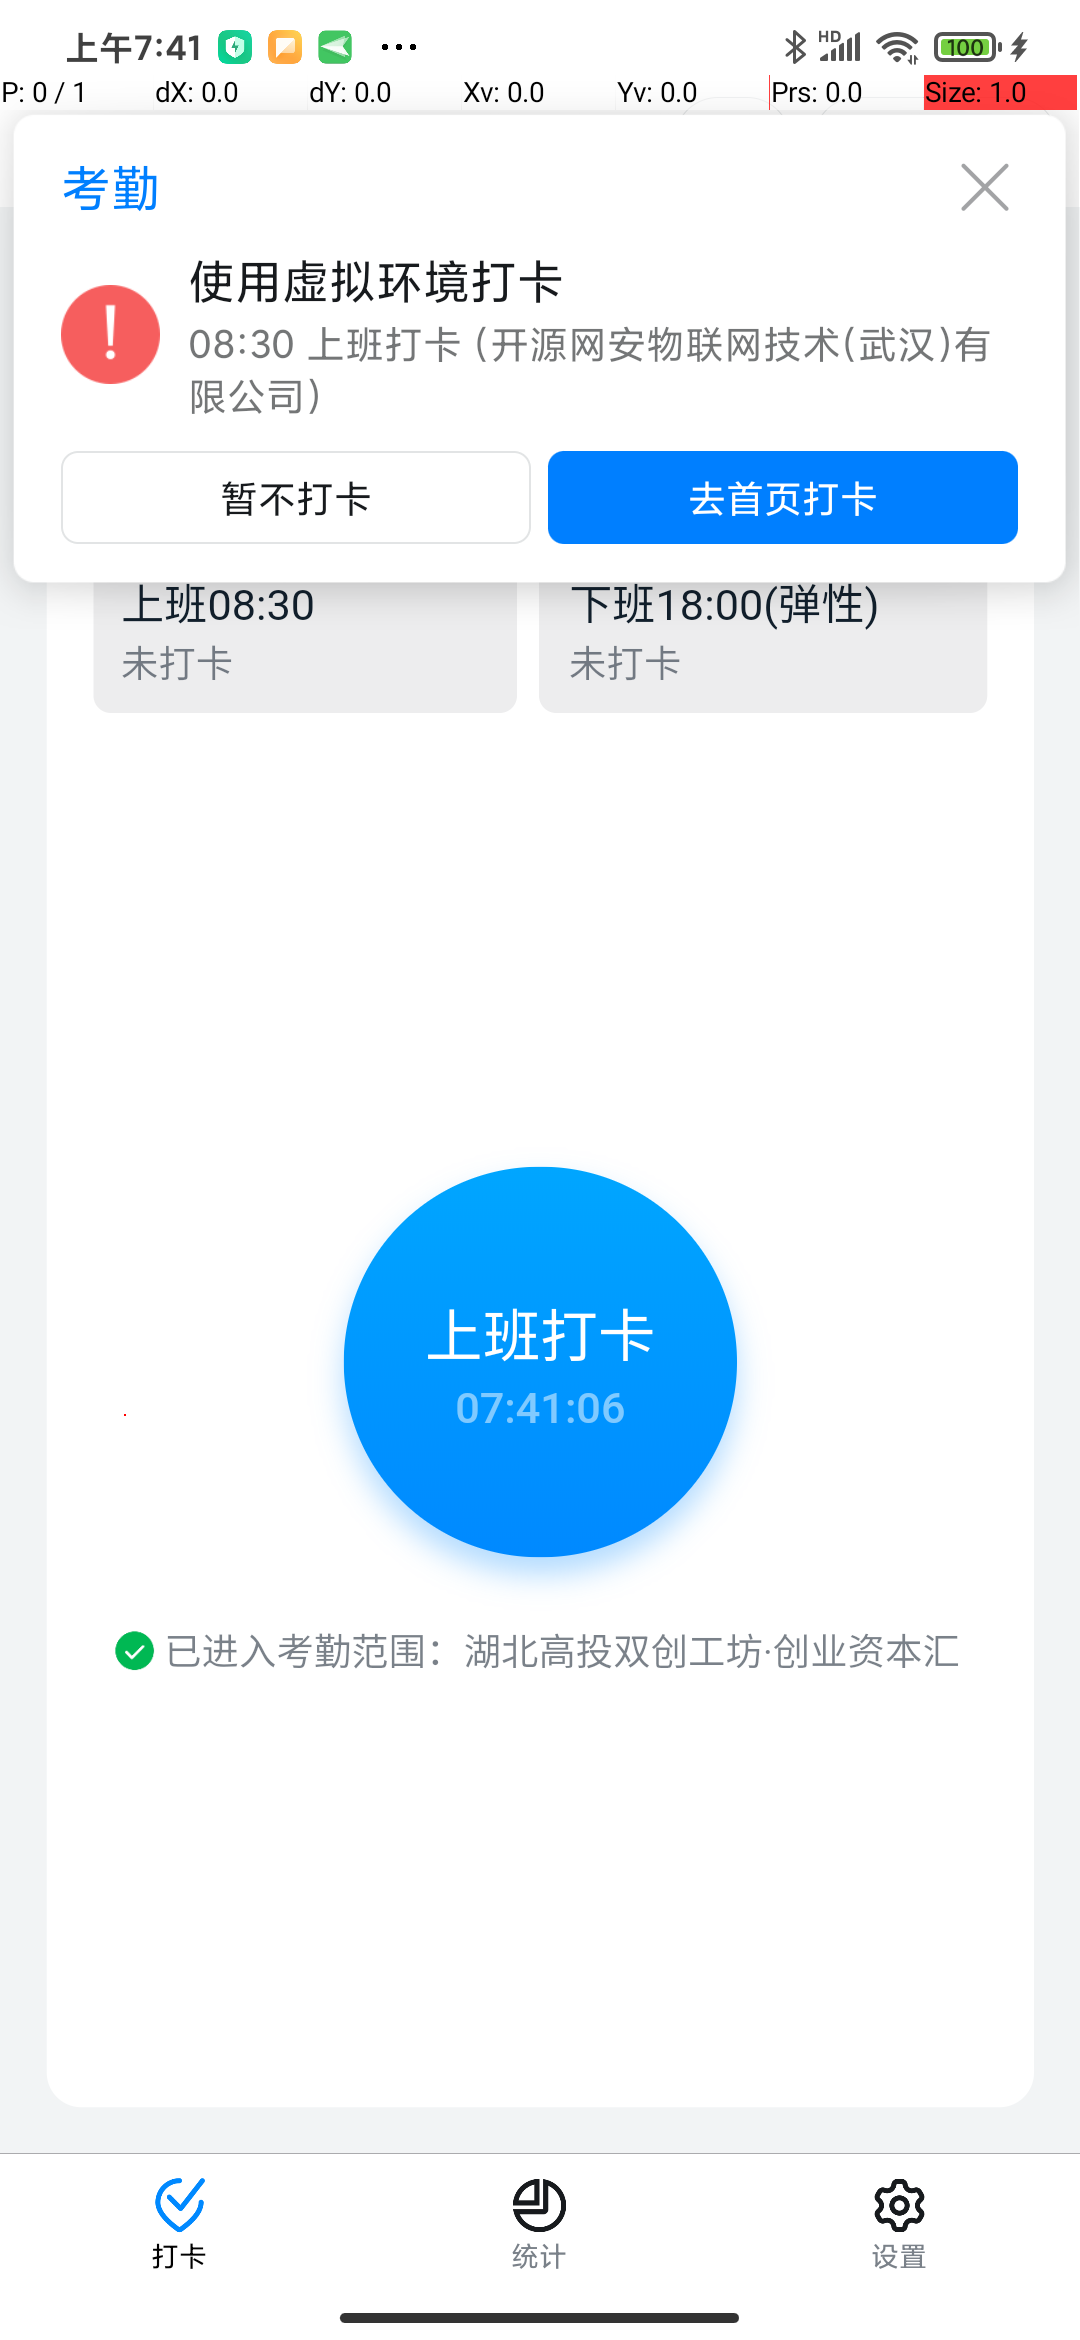 上午7:41
HD
100
P: 0 / 1 dX: 0.0 dY: 0.0 Xv: 0.0 Yv: 0.0 Prs: 0.0 Size: 1.0
考勤
使用虚拟环境打卡
08:30 上班打卡 (开源网安物联网技术(武汉)有
限公司)
暂不打卡
去首页打卡
上班08:30
未打卡
下班18:00(弹性)
未打卡
上班打卡
07:41:06
已进入考勤范围：湖北高投双创工坊·创业资本汇
打卡
统计
设置